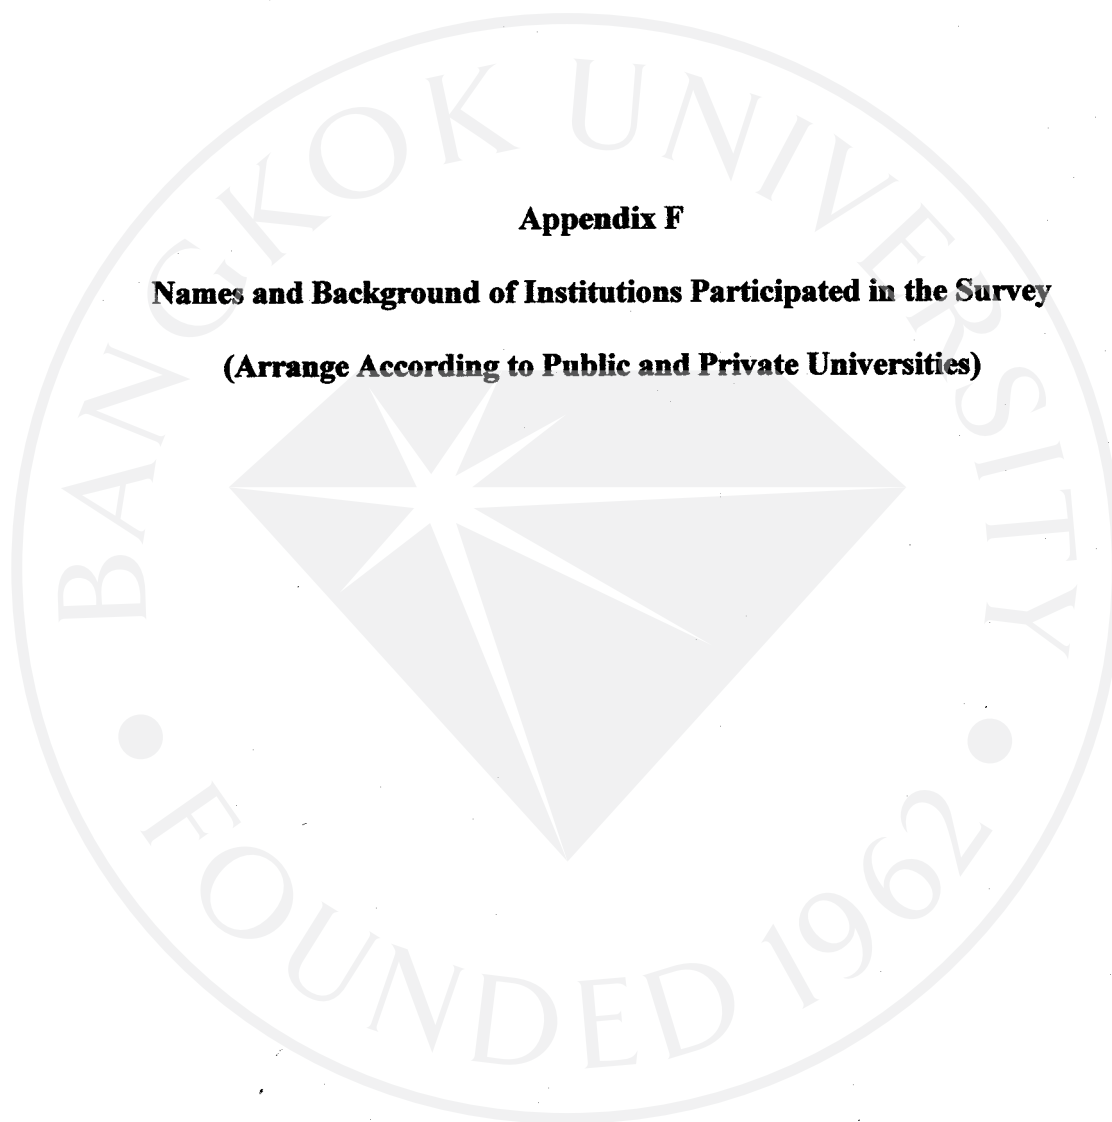 BANGKOK UNIVERSITY
Appendix F
Names and Background of Institutions Participated in the Survey
(Arrange According to Public and Private Universities)
FOUNDED 1962